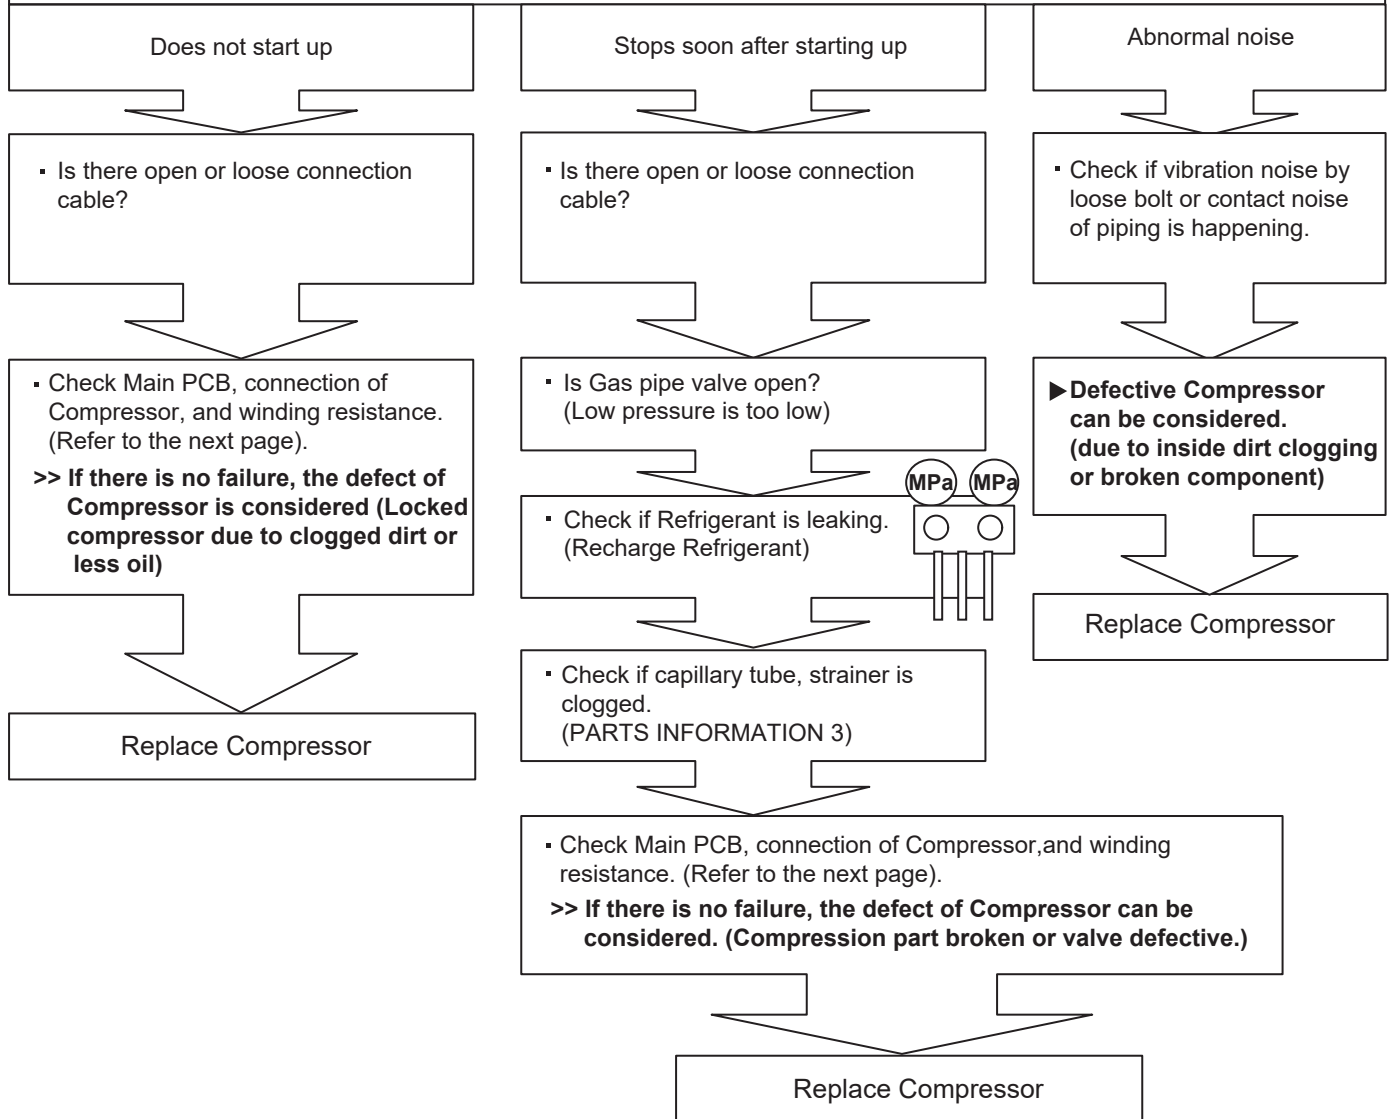 Does not start up
▪ Is there open or loose connection
cable?
▪ Check Main PCB, connection of
Compressor, and winding resistance.
(Refer to the next page).
>> If there is no failure, the defect of
Compressor is considered (Locked
compressor due to clogged dirt or
less oil)
Replace Compressor
Stops soon after starting up
▪ Is there open or loose connection
cable?
▪ Is Gas pipe valve open?
(Low pressure is too low)
▪ Check if Refrigerant is leaking.
(Recharge Refrigerant)
MPa MPa
▪ Check if capillary tube, strainer is
clogged.
(PARTS INFORMATION 3)
▪ Check Main PCB, connection of Compressor,and winding
resistance. (Refer to the next page).
>> If there is no failure, the defect of Compressor can be
considered. (Compression part broken or valve defective.)
Replace Compressor
Abnormal noise
▪ Check if vibration noise by
loose bolt or contact noise
of piping is happening.
▶Defective Compressor
can be considered.
(due to inside dirt clogging
or broken component)
Replace Compressor